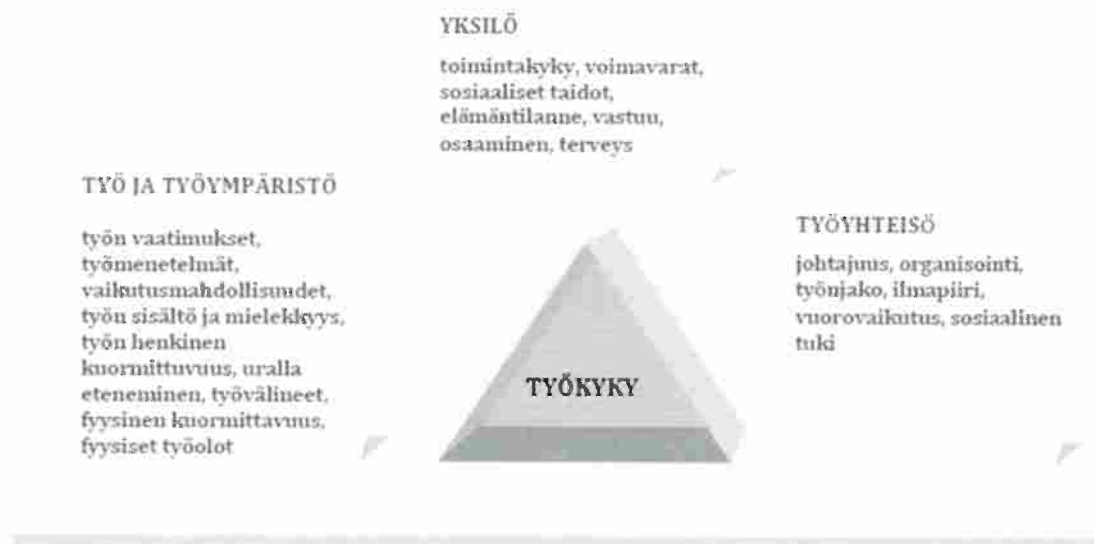 YKSILÖ
toimintakyky, voimavarat,
sosiaaliset taidot,
elämäntilanne, vastuu,
osaaminen, terveys
TYÖ JA TYÖYMPÄRISTÖ
työn vaatimukset,
työmenetelmät,
vaikutusmahdollisuudet,
työn sisältö ja mielekkyys,
työn henkinen
kuormittuvuus, uralla
eteneminen, työvälineet,
fyysinen kuormittavuus,
fyysiset työolot
TYÖYHTEISÖ
johtajuus, organisointi,
työnjako, ilmapiiri,
vuorovaikutus, sosiaalinen
tuki
TYÖKYKY